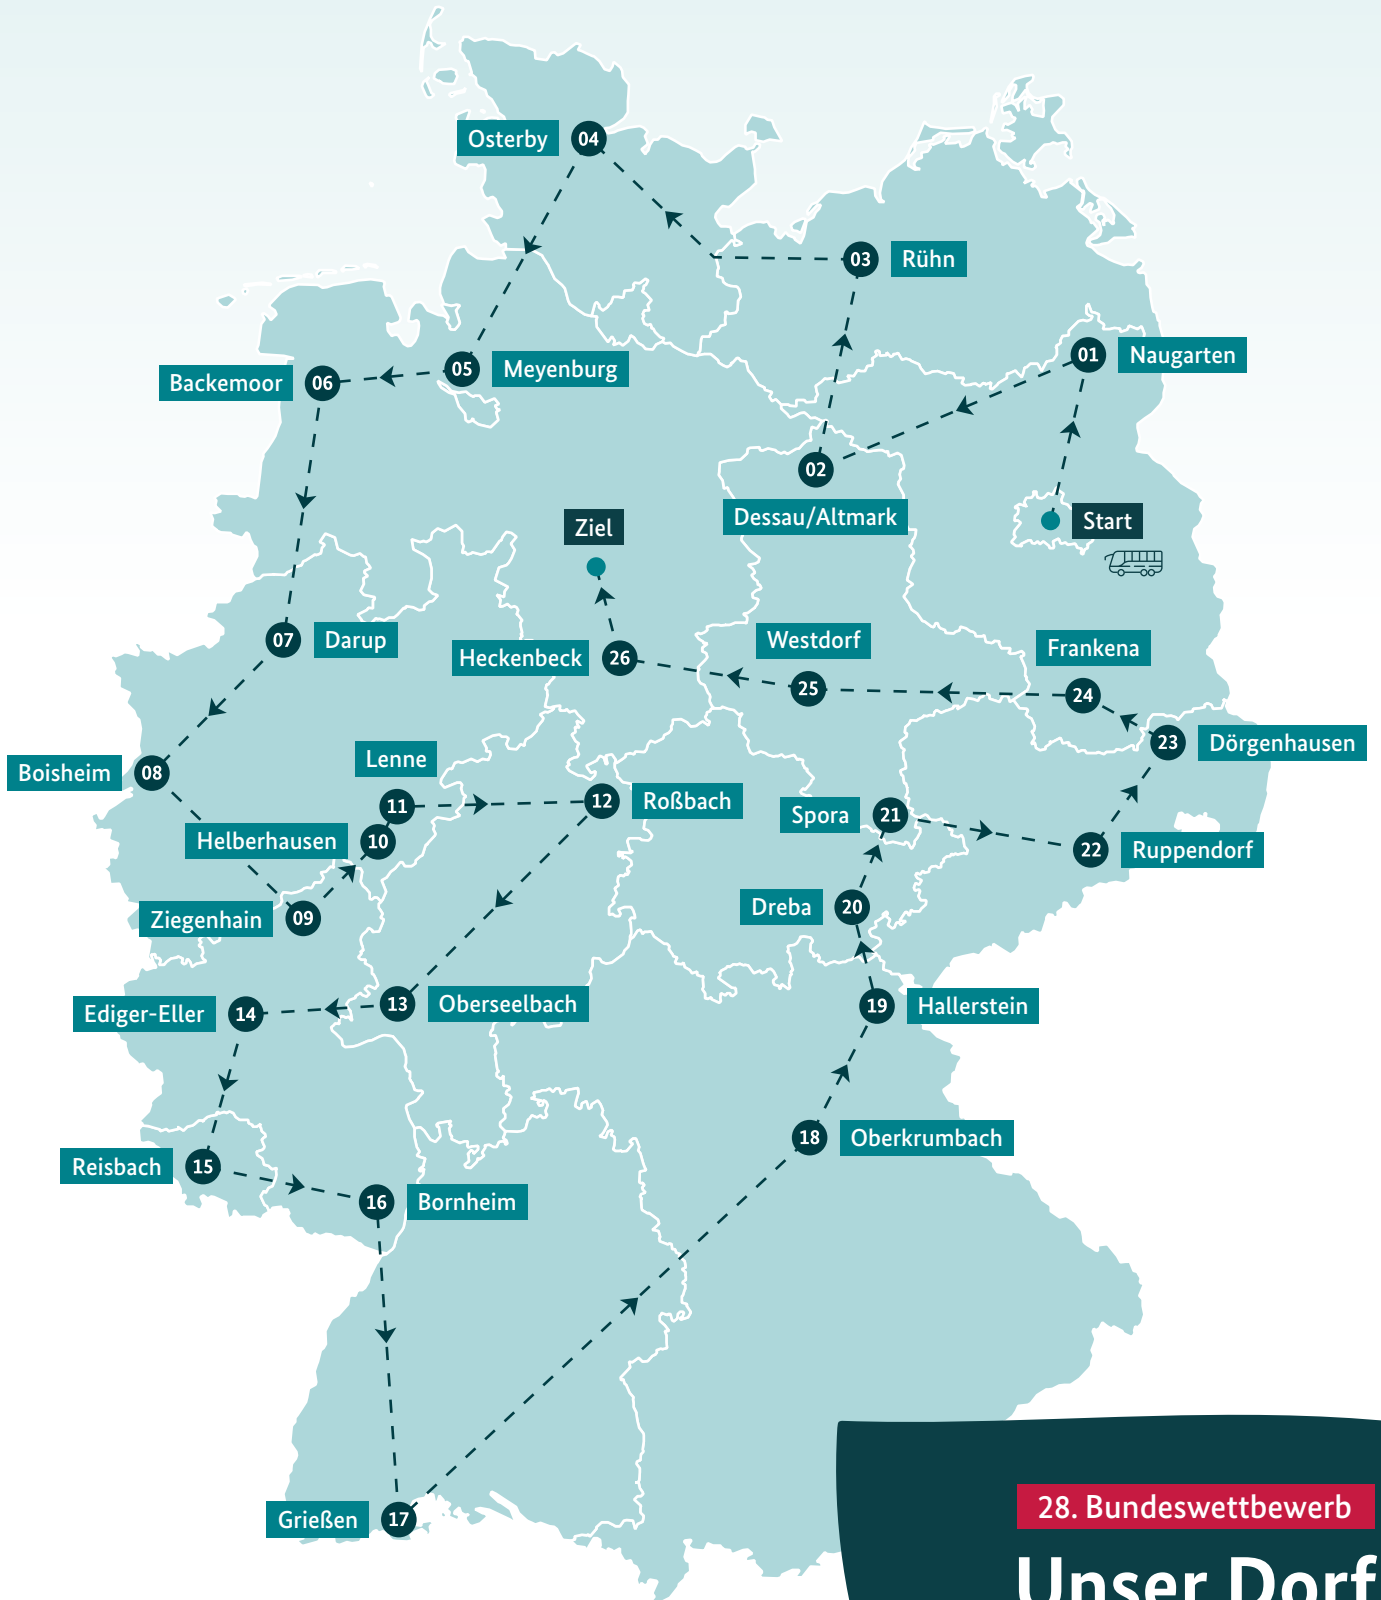 Osterby
04
03
Rühn
01
Naugarten
05
Meyenburg
Backemoor
06
02
Dessau/Altmark
Start
Ziel
07
Darup
Westdorf
Frankena
Heckenbeck
26
25
24
23
Dörgenhausen
Boisheim
08
Lenne
11
12
Roßbach
Spora
21
Helberhausen
10
22
Ruppendorf
Ziegenhain
09
Dreba
20
Ediger-Eller
14
13
Oberseelbach
19
Hallerstein
18
Oberkrumbach
Reisbach
15
16
Bornheim
Grießen
17
28. Bundeswettbewerb
Unser Dorf